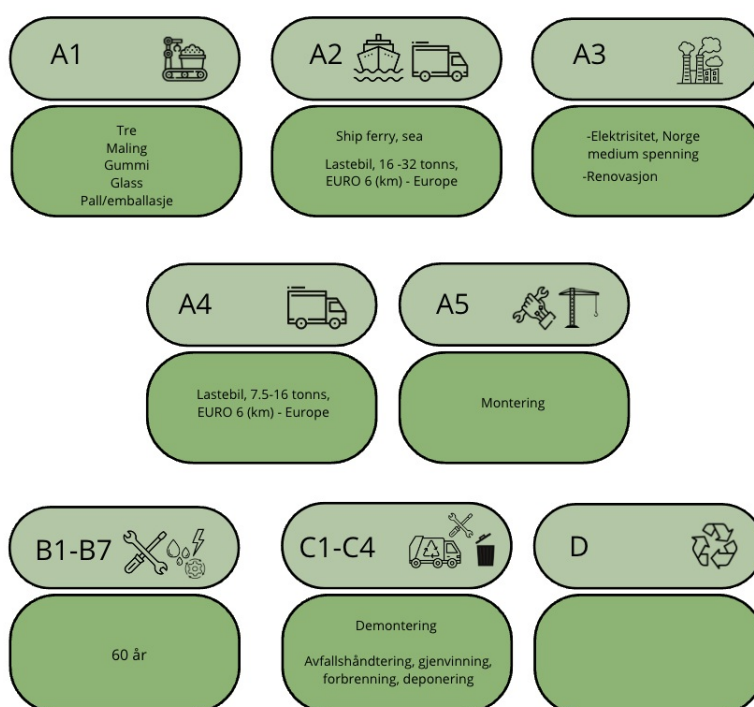 A1
A2
A3
Tre
Maling
Gummi
Glass
Pall/emballasje
Ship ferry, sea
Lastebil, 16 -32 tonns,
EURO 6 (km) - Europe
-Elektrisitet, Norge
medium spenning
-Renovasjon
A4
A5
Lastebil, 7.5-16 tonns,
EURO 6 (km) - Europe
Montering
B1-B7
C1-C4
D
60 år
Demontering
Avfallshåndtering, gjenvinning,
forbrenning, deponering